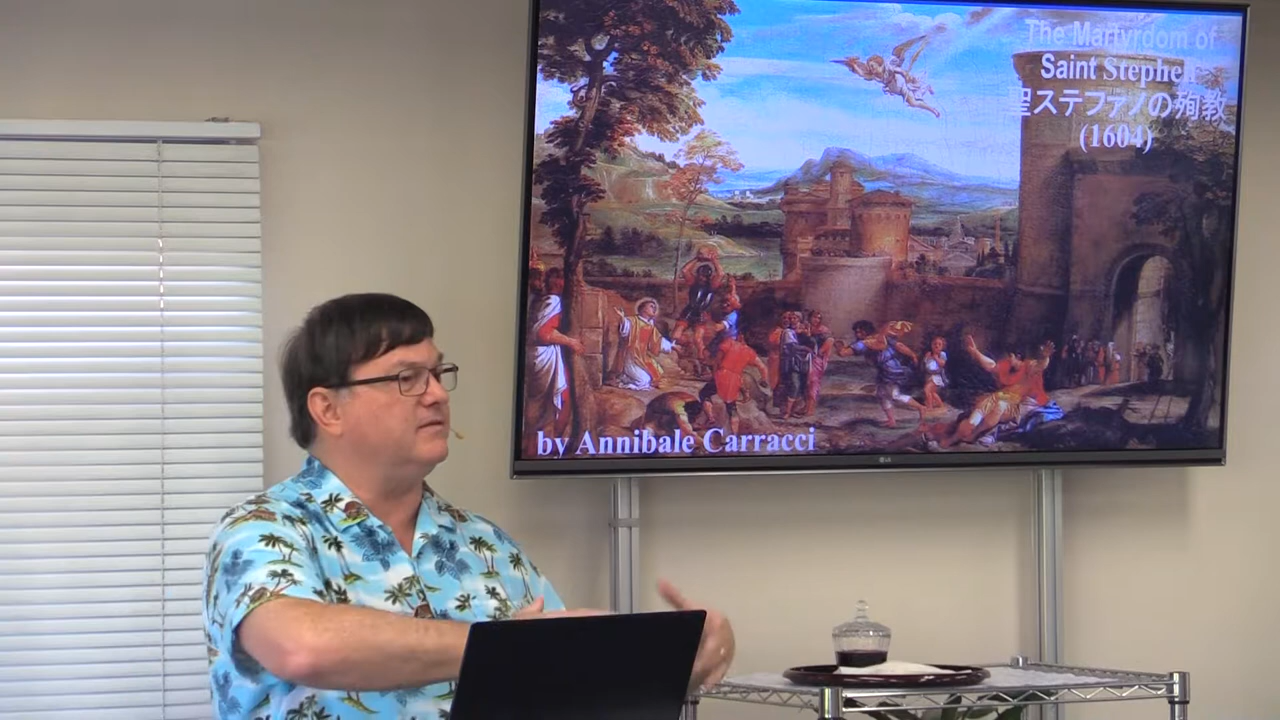 The Martyrdom of
Saint Stephen
聖ステファノの殉教
(1604)
by Annibale Carracci
LG